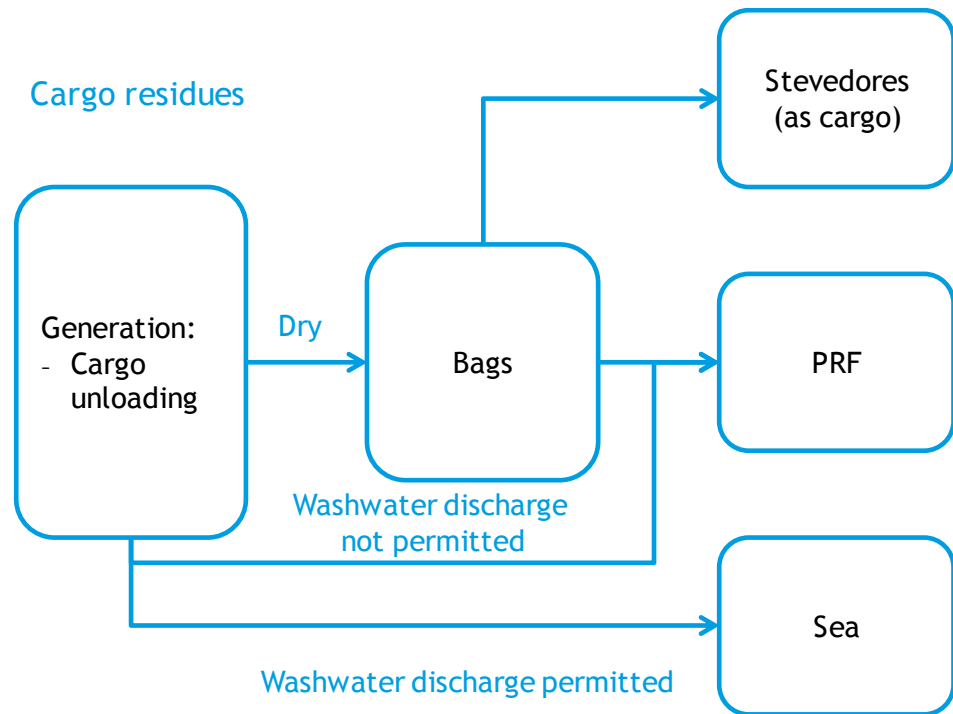 Cargo residues
Stevedores
(as cargo)
Generation:
- Cargo
unloading
Dry
Bags
PRF
Washwater discharge
not permitted
Sea
Washwater discharge permitted